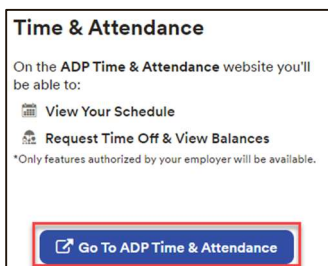 Time & Attendance
On the ADP Time & Attendance website you'll
be able to:
View Your Schedule
Request Time Off & View Balances
*Only features authorized by your employer will be available.
Go To ADP Time & Attendance